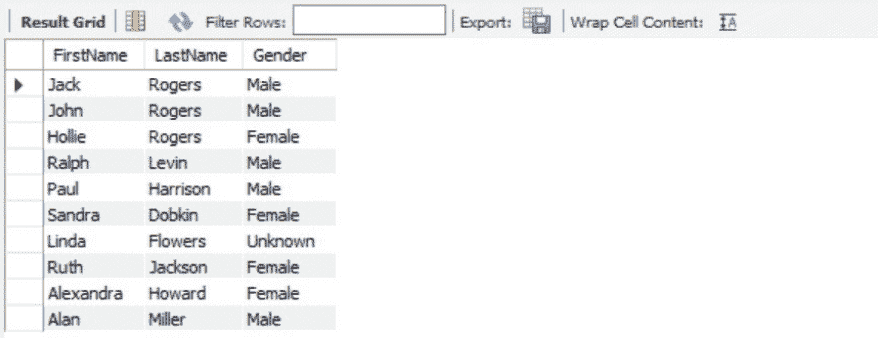 Result Grid Filter Rows: Export: Wrap Cell Content: IA
FirstName LastName Gender
Jack Rogers Male
John Rogers Male
Hollie Rogers Female
Ralph Levin Male
Paul Harrison Male
Sandra Dobkin Female
Linda Flowers Unknown
Ruth Jackson Female
Alexandra Howard Female
Alan Miller Male